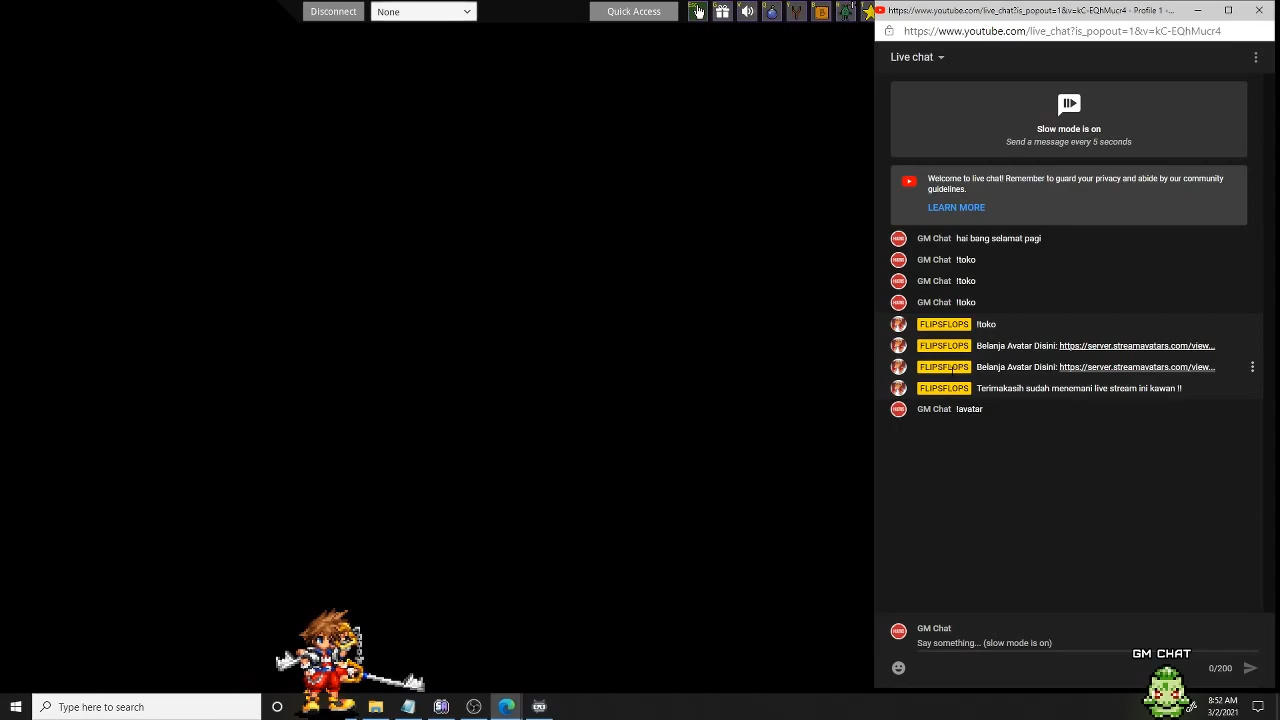 Disconnect
None
Quick Access
https://www.youtube.com/live_chat?is_popout=1&v=kC-EQhMucr4 - Profile 1 -...
https://www.youtube.com/live_chat?is_popout=1&v=kC-EQhMucr4
Live chat
Slow mode is on
Send a message every 5 seconds
Welcome to live chat! Remember to guard your privacy and abide by our community
guidelines.
LEARN MORE
GM Chat hai bang selamat pagi
GM Chat !toko
GM Chat !toko
GM Chat !toko
FLIPSFLOPS !toko
FLIPSFLOPS Belanja Avatar Disini: https://server.streamavatars.com/view...
FLIPSFLOPS Belanja Avatar Disini: https://server.streamavatars.com/view...
FLIPSFLOPS Terimakasih sudah menemani live stream ini kawan !!
GM Chat !avatar
GM Chat
Say something... (slow mode is on)
GM CHAT
0/200
Type here to search
8:52 AM
3/2/2021